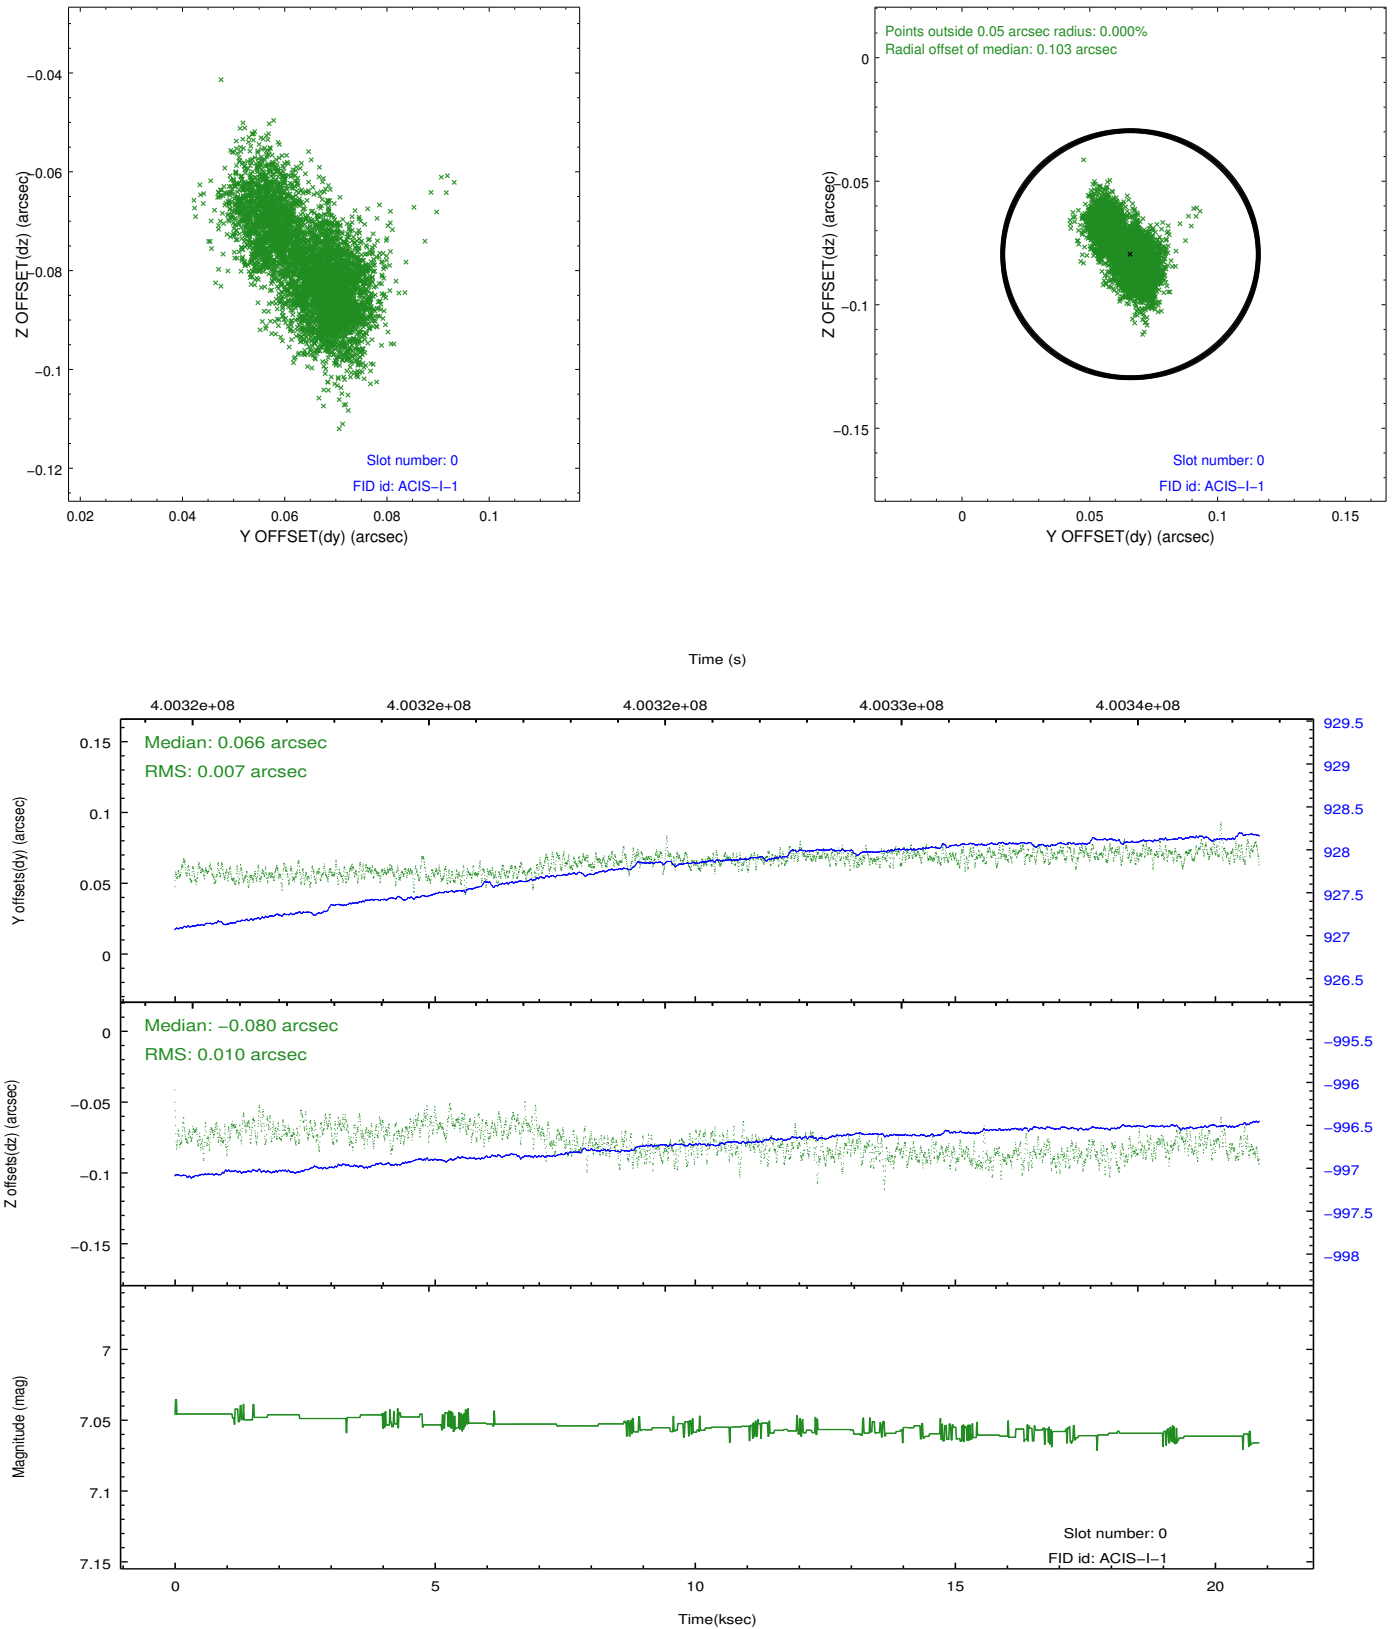 −0.04
−0.06
−0.08
−0.1
−0.12
Z OFFSET(dz) (arcsec)
Slot number: 0
FID id: ACIS−I−1
0.02 0.04 0.06 0.08 0.1
Y OFFSET(dy) (arcsec)
Points outside 0.05 arcsec radius: 0.000%
Radial offset of median: 0.103 arcsec
0
−0.05
−0.1
−0.15
Z OFFSET(dz) (arcsec)
Slot number: 0
FID id: ACIS−I−1
0 0.05 0.1 0.15
Y OFFSET(dy) (arcsec)
Time (s)
4.0032e+08 4.0032e+08 4.0032e+08 4.0033e+08 4.0034e+08
Median: 0.066 arcsec
RMS: 0.007 arcsec
0.15
0.1
0.05
0
Y offsets(dy) (arcsec)
929.5
929
928.5
928
927.5
927
926.5
Median: −0.080 arcsec
RMS: 0.010 arcsec
0
−0.05
−0.1
−0.15
Z offsets(dz) (arcsec)
−995.5
−996
−996.5
−997
−997.5
−998
7
7.05
7.1
7.15
Magnitude (mag)
Slot number: 0
FID id: ACIS−I−1
0 5 10 15 20
Time(ksec)